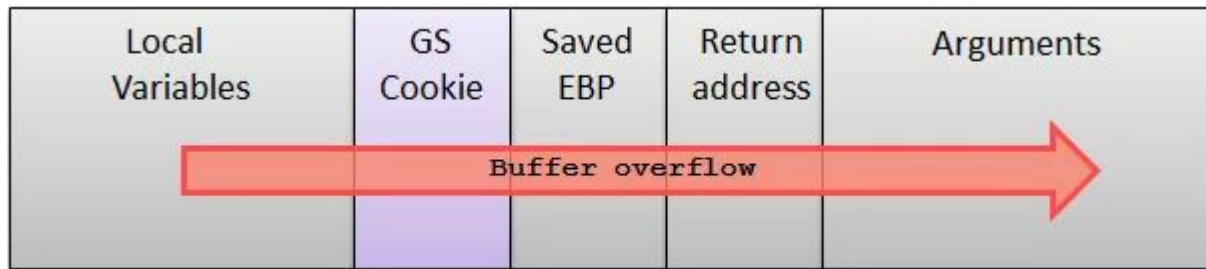 Local
Variables
GS
Cookie
Saved
EBP
Return
address
Arguments
Buffer overflow